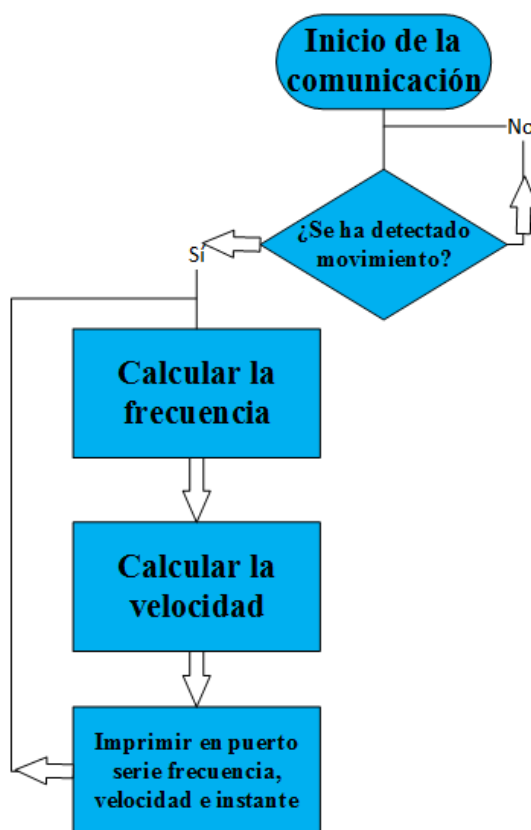 Inicio de la
comunicación
No
¿Se ha detectado
movimiento?
Sí
Calcular la
frecuencia
Calcular la
velocidad
Imprimir en puerto
serie frecuencia,
velocidad e instante